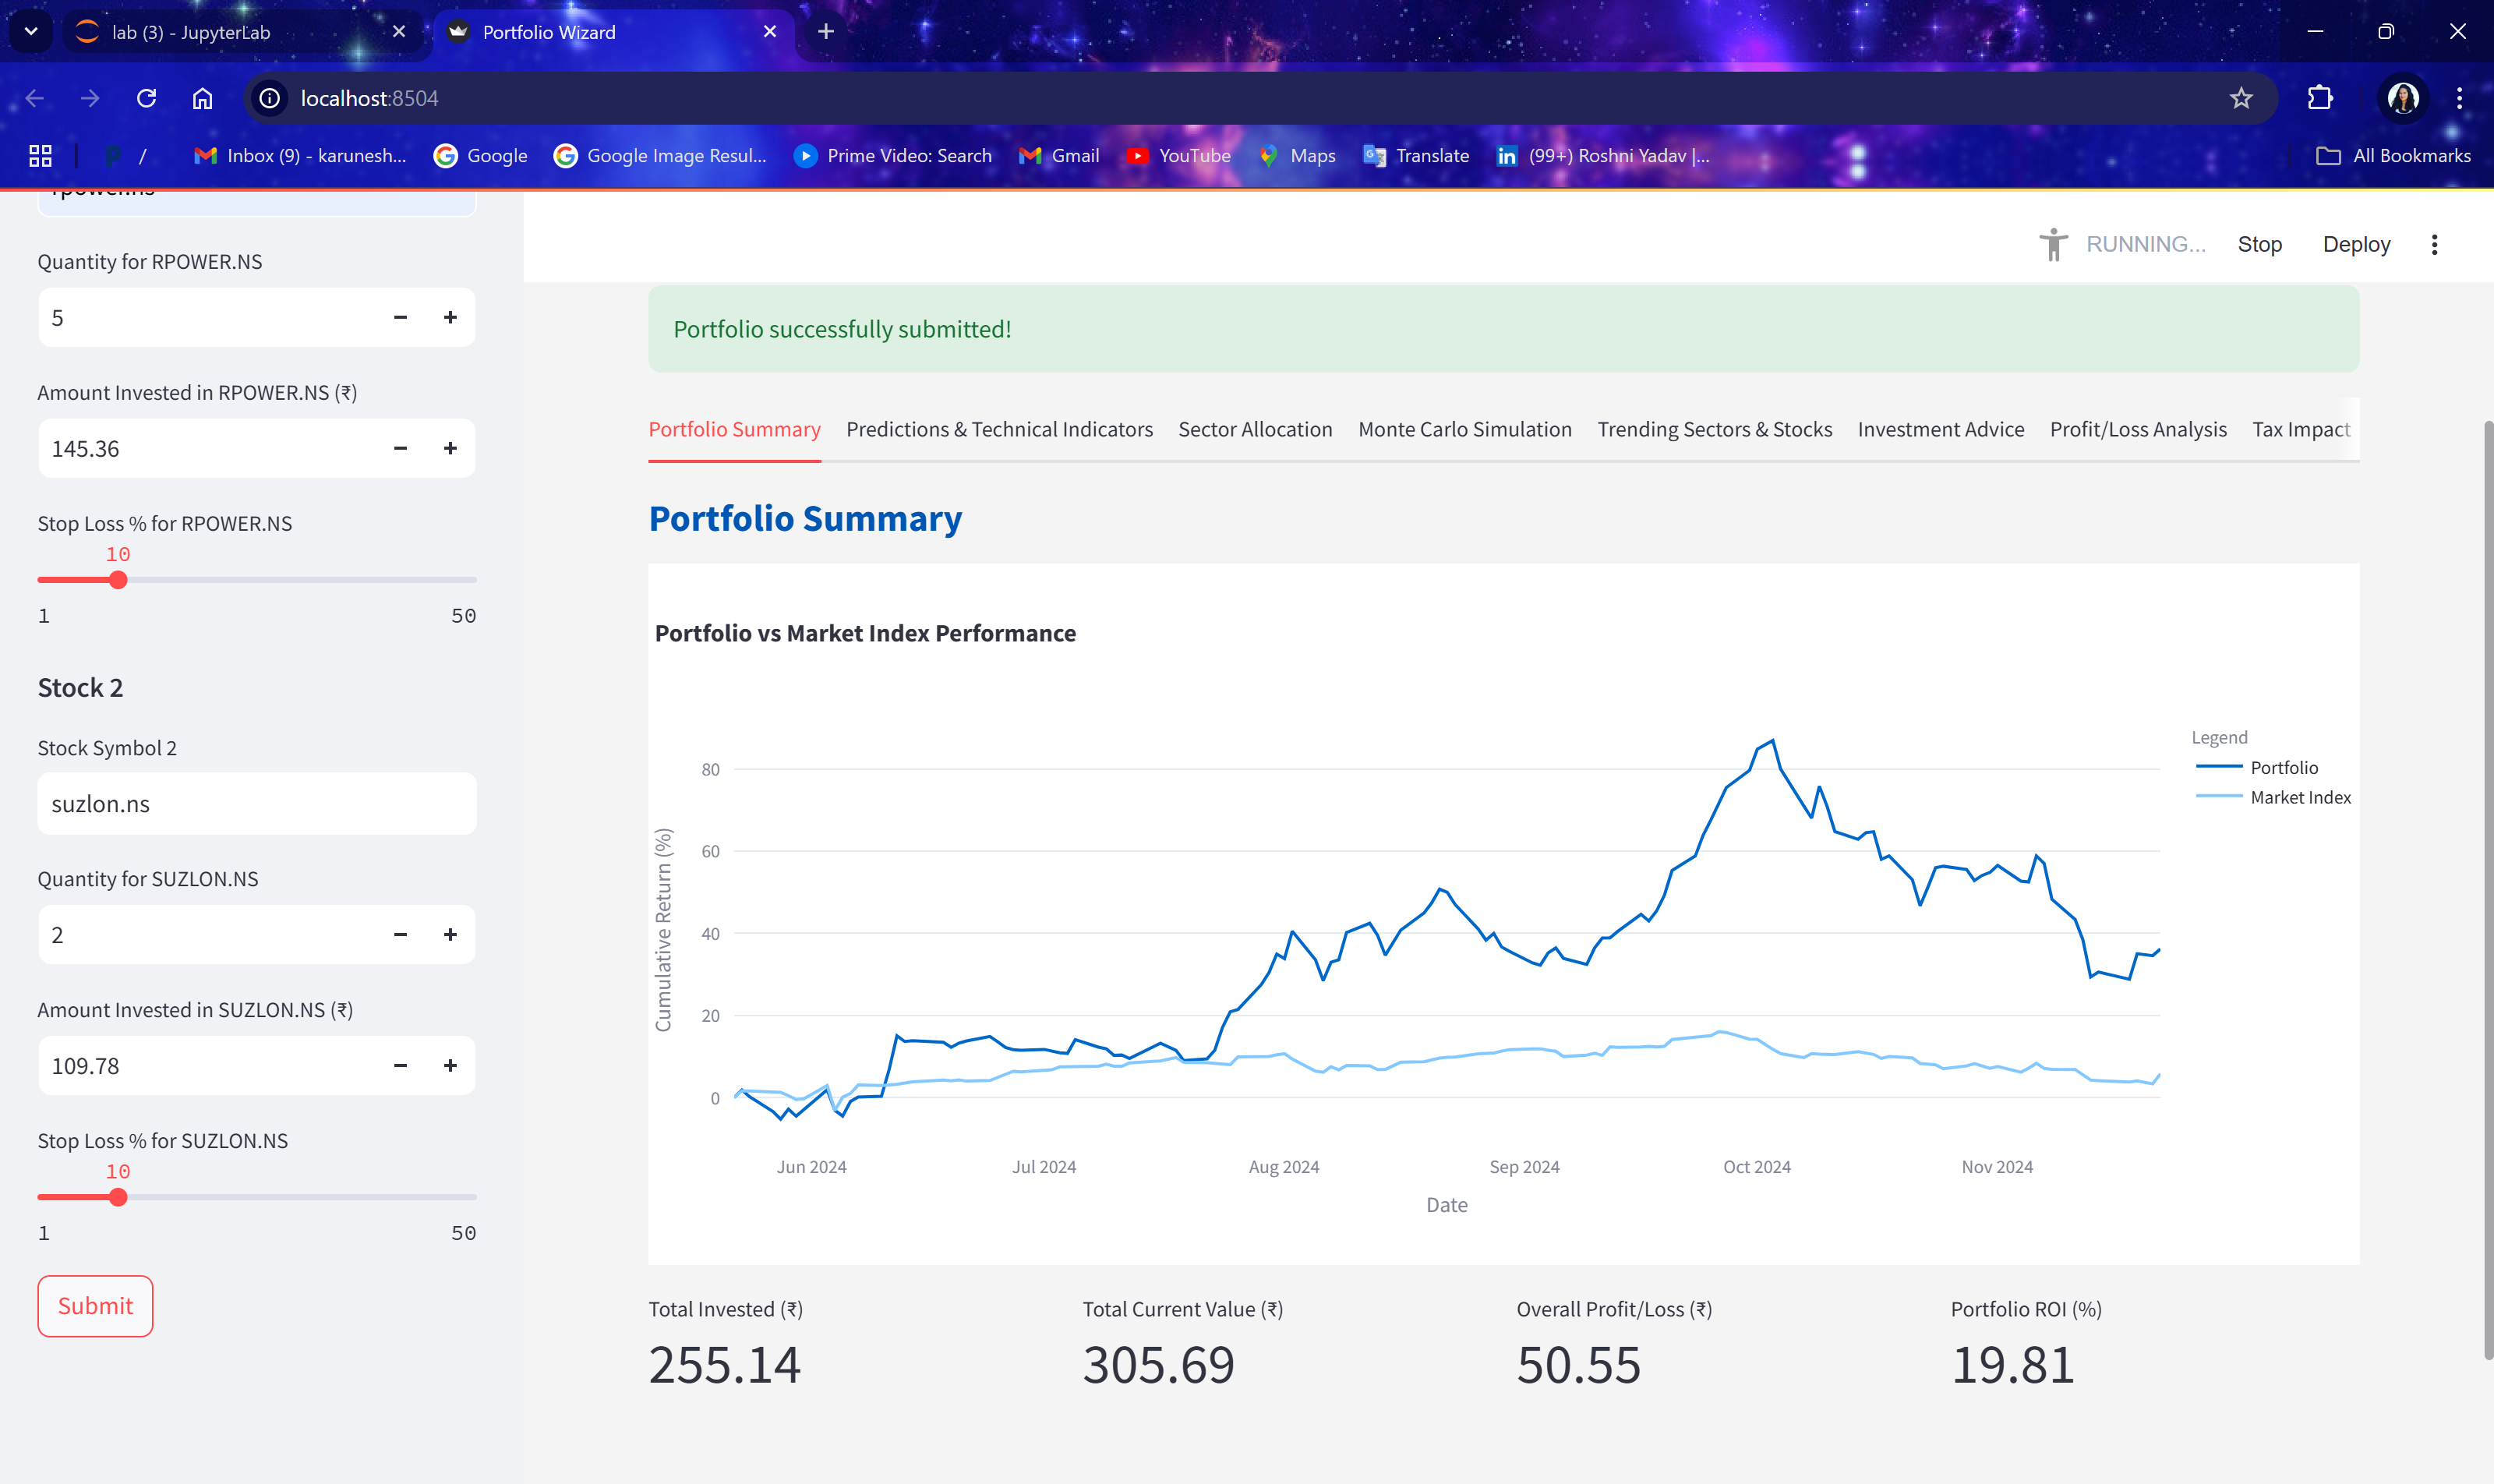 lab (3) - JupyterLab
Portfolio Wizard
localhost:8504
/
Inbox (9) - karunesh...
Google
Google Image Resul...
Prime Video: Search
Gmail
YouTube
Maps
Translate
(99+) Roshni Yadav |...
All Bookmarks
rpower.ns
Quantity for RPOWER.NS
5
Amount Invested in RPOWER.NS (₹)
145.36
Stop Loss % for RPOWER.NS
10
1
50
Stock 2
Stock Symbol 2
suzlon.ns
Quantity for SUZLON.NS
2
Amount Invested in SUZLON.NS (₹)
109.78
Stop Loss % for SUZLON.NS
10
1
50
Submit
RUNNING...
Stop
Deploy
Portfolio successfully submitted!
Portfolio Summary
Predictions & Technical Indicators
Sector Allocation
Monte Carlo Simulation
Trending Sectors & Stocks
Investment Advice
Profit/Loss Analysis
Tax Impact
Portfolio Summary
Portfolio vs Market Index Performance
Legend
Portfolio
Market Index
Cumulative Return (%)
80
60
40
20
0
Jun 2024
Jul 2024
Aug 2024
Sep 2024
Oct 2024
Nov 2024
Date
Total Invested (₹)
255.14
Total Current Value (₹)
305.69
Overall Profit/Loss (₹)
50.55
Portfolio ROI (%)
19.81